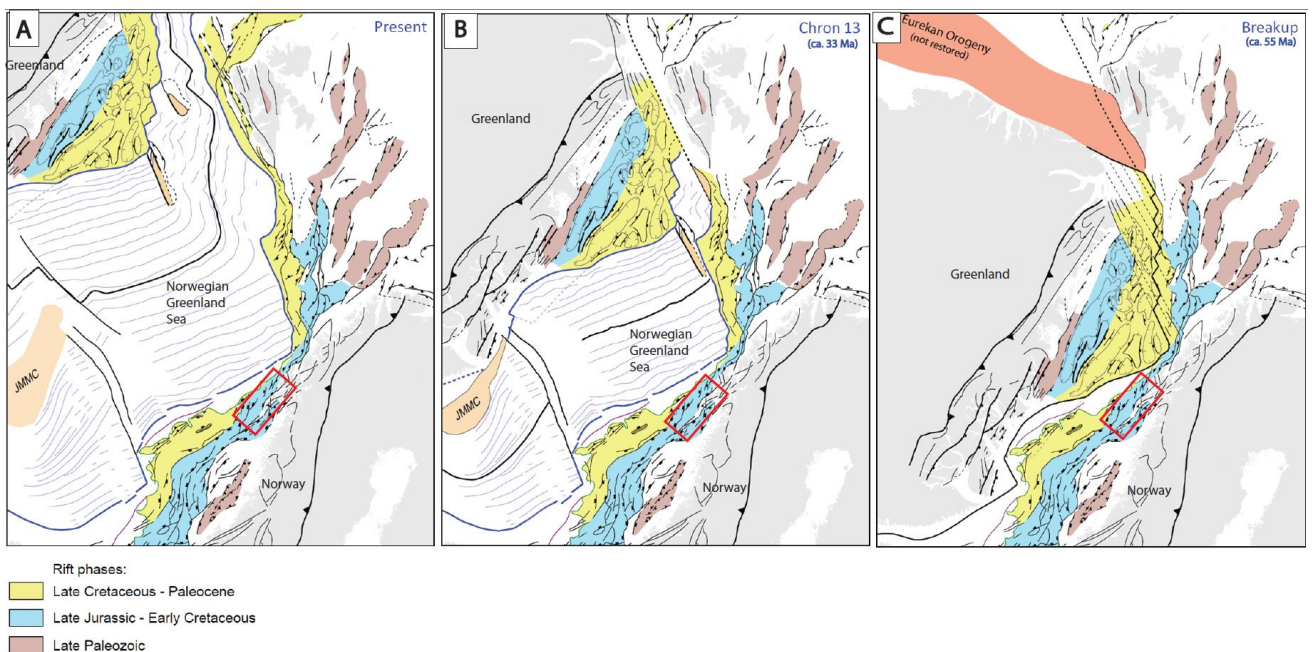 A
Present
Greenland
Norwegian
Greenland
Sea
JMMC
Norway
B
Chron 13
(ca. 33 Ma)
Greenland
Norwegian
Greenland
Sea
JMMC
Norway
C
Breakup
(ca. 55 Ma)
Eurekan Orogeny
(not restored)
Greenland
Norway
Rift phases:
Late Cretaceous - Paleocene
Late Jurassic - Early Cretaceous
Late Paleozoic